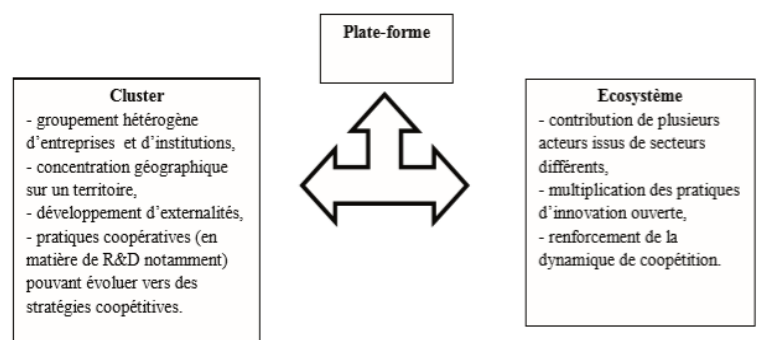 Plate-forme
Cluster
- groupement hétérogène
d’entreprises et d’institutions,
- concentration géographique
sur un territoire,
- développement d’externalités,
- pratiques coopératives (en
matière de R&D notamment)
pouvant évoluer vers des
stratégies coopétitives.
Ecosystème
- contribution de plusieurs
acteurs issus de secteurs
différents,
- multiplication des pratiques
d’innovation ouverte,
- renforcement de la
dynamique de coopétition.